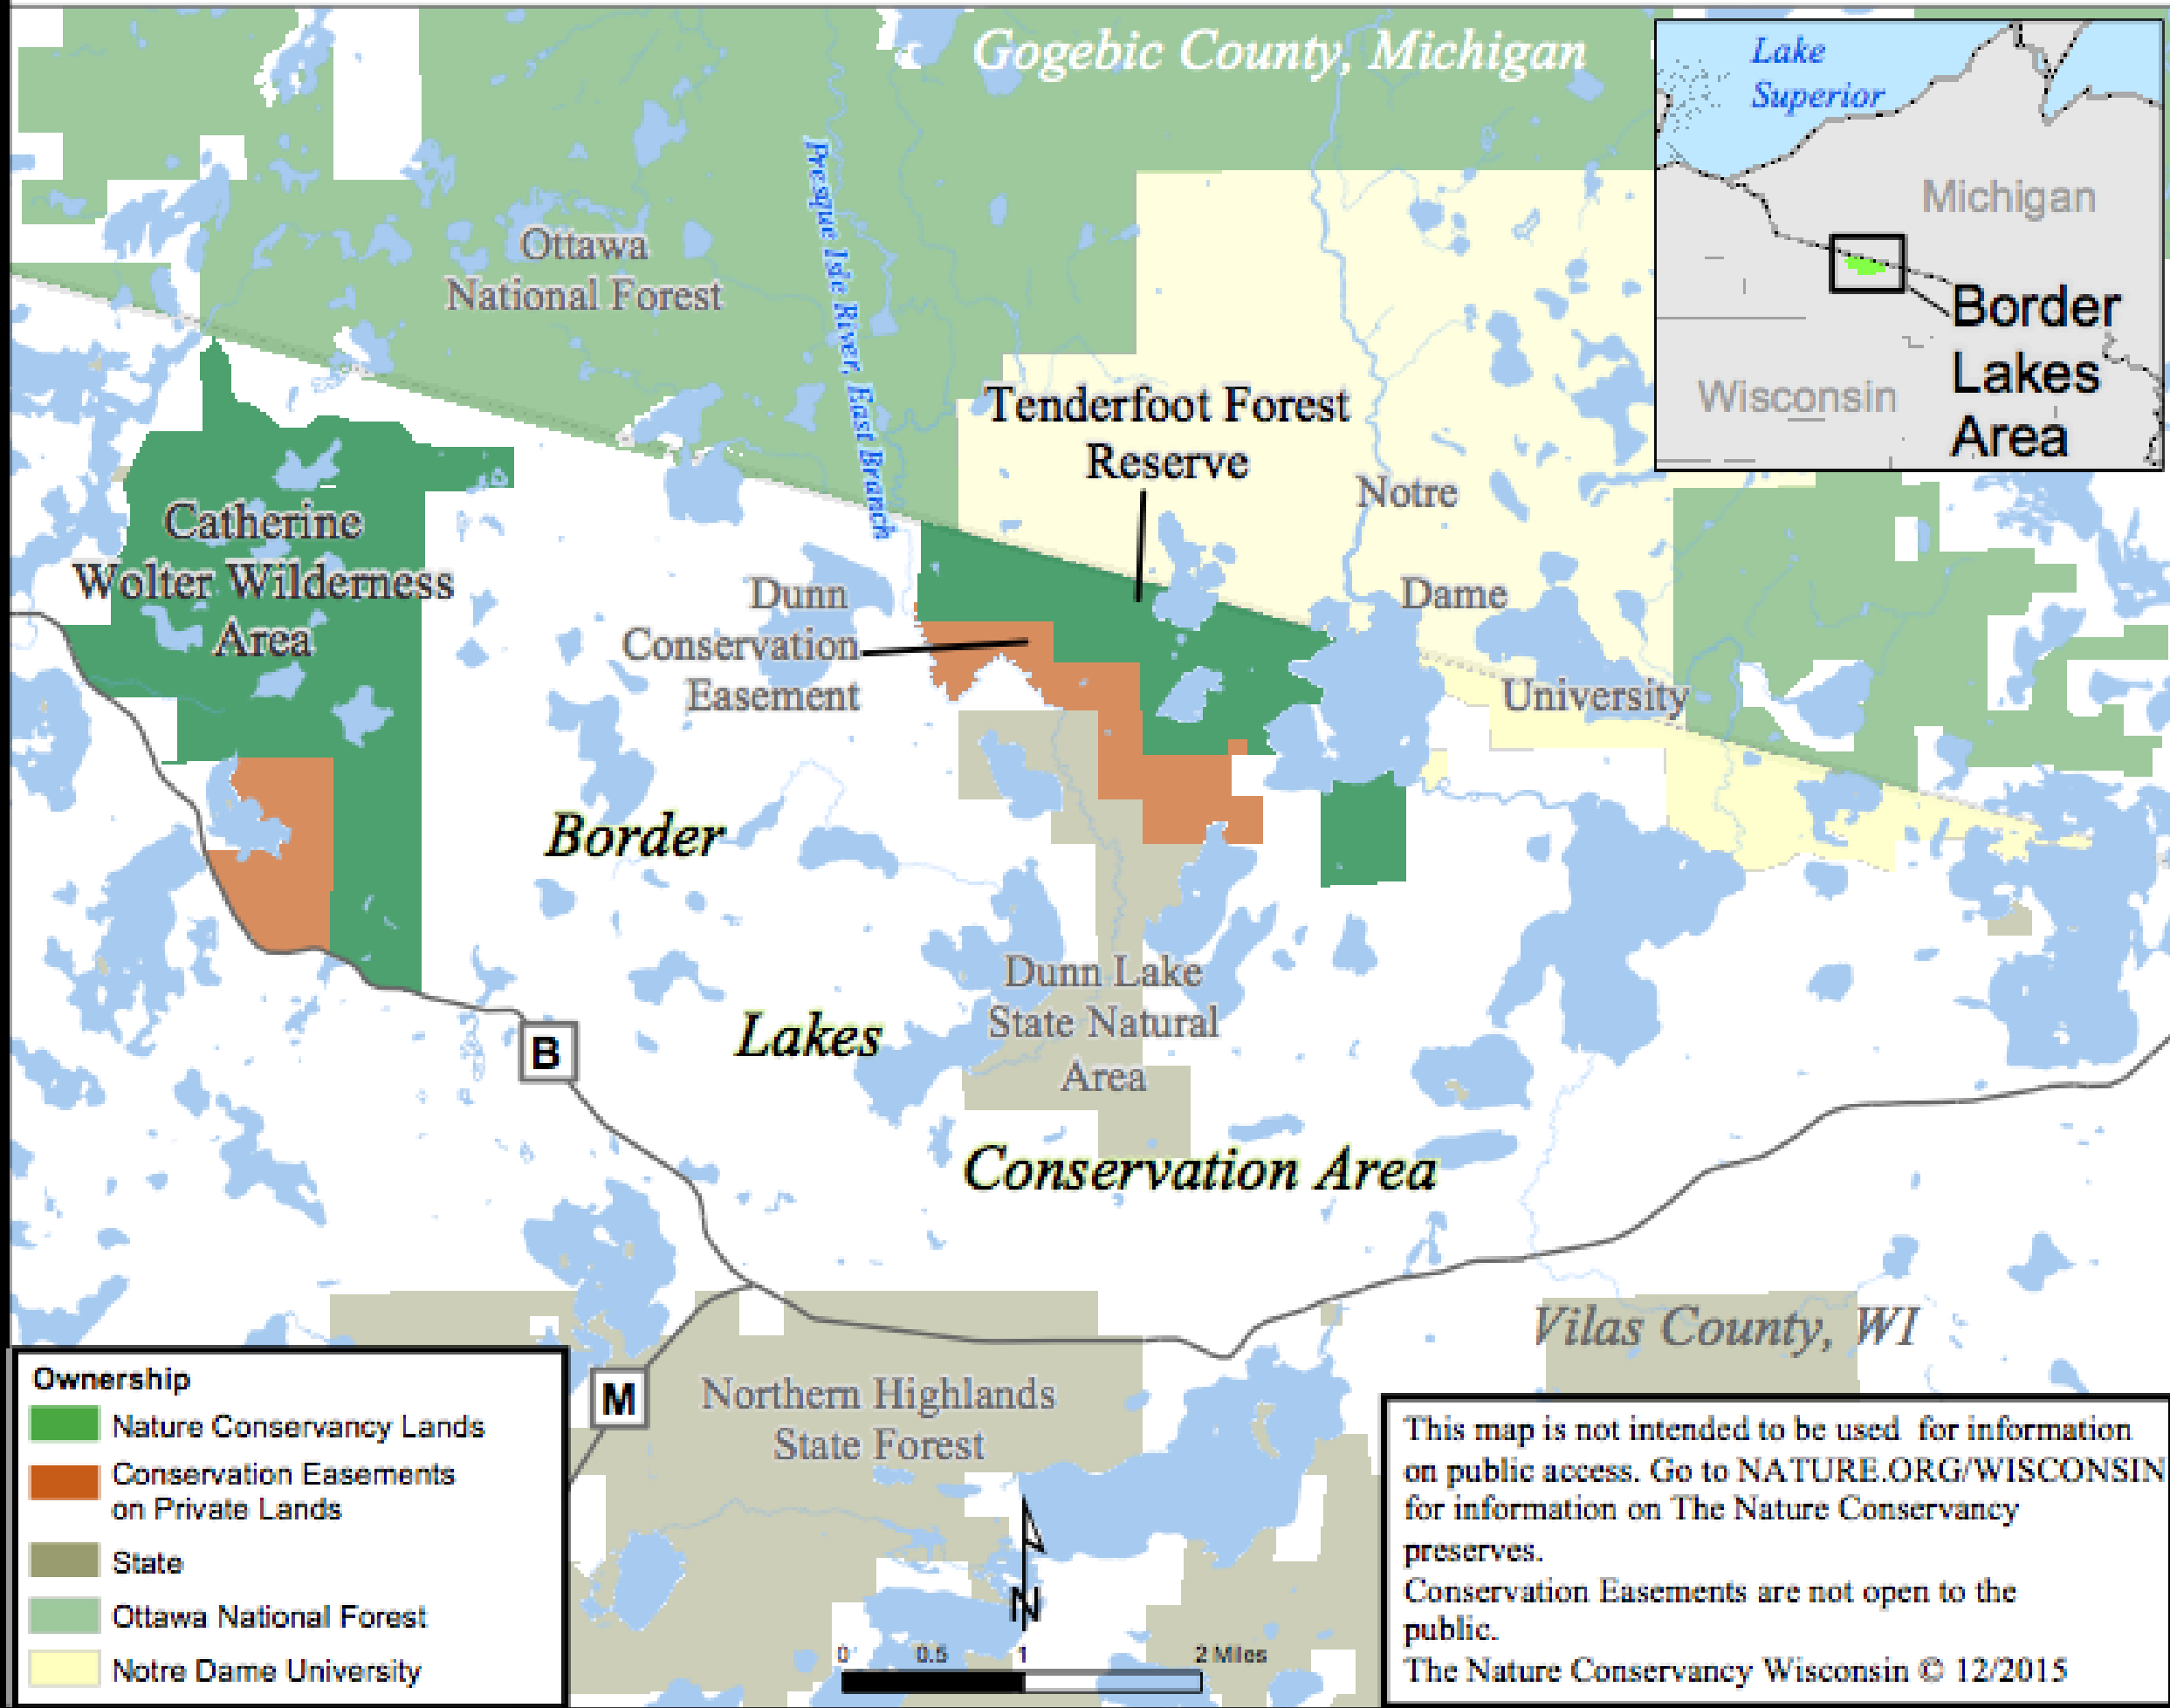 Gogebic County, Michigan
Lake
Superior
Michigan
Wisconsin
Border
Lakes
Area
Ottawa
National Forest
Presque Isle River, East Branch
Tenderfoot Forest
Reserve
Notre
Dame
University
Catherine
Wolter Wilderness
Area
Dunn
Conservation
Easement
Border
Lakes
Conservation Area
Dunn Lake
State Natural
Area
B
M
Vilas County, WI
Northern Highlands
State Forest
Ownership
Nature Conservancy Lands
Conservation Easements
on Private Lands
State
Ottawa National Forest
Notre Dame University
N
0 0.5 1 2 Miles
This map is not intended to be used for information
on public access. Go to NATURE.ORG/WISCONSIN
for information on The Nature Conservancy
preserves.
Conservation Easements are not open to the
public.
The Nature Conservancy Wisconsin © 12/2015